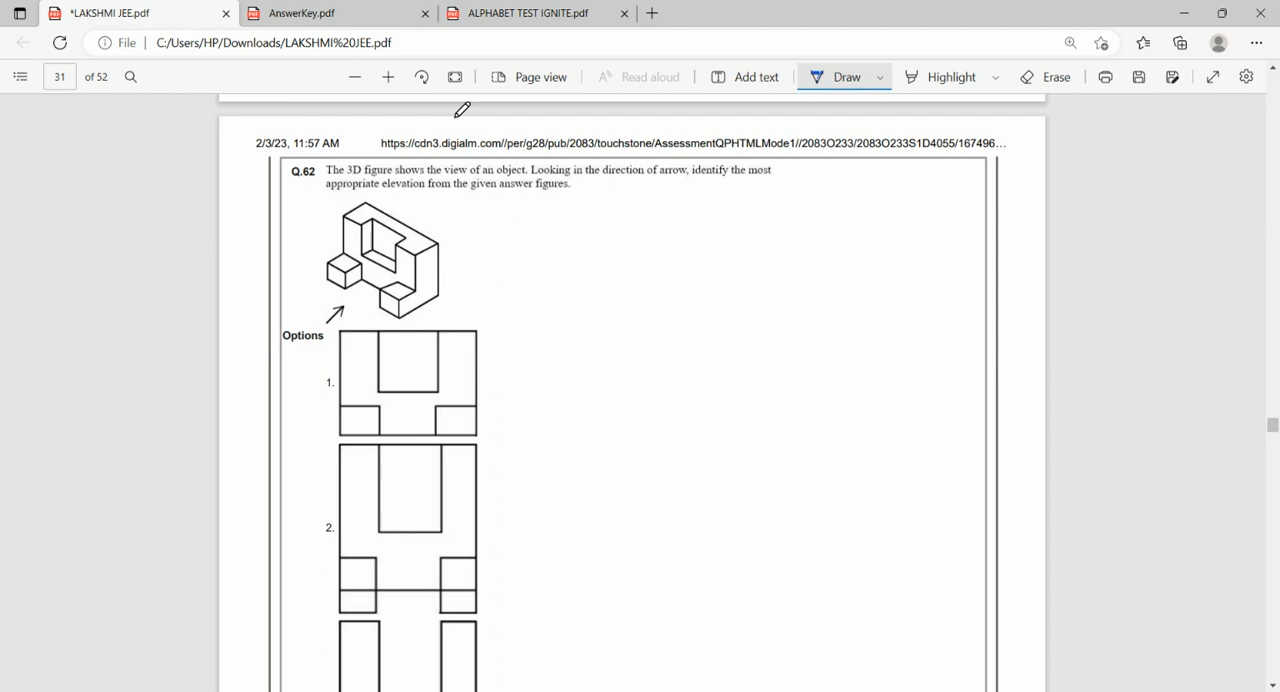 *LAKSHMI JEE.pdf
AnswerKey.pdf
ALPHABET TEST IGNITE.pdf
File
C:/Users/HP/Downloads/LAKSHMI%20JEE.pdf
31 of 52
Page view
Read aloud
Add text
Draw
Highlight
Erase
2/3/23, 11:57 AM
https://cdn3.digialm.com//per/g28/pub/2083/touchstone/AssessmentQPHTMLMode1//2083O233/2083O233S1D4055/167496...
Q.62 The 3D figure shows the view of an object. Looking in the direction of arrow, identify the most
appropriate elevation from the given answer figures.
Options
1.
2.